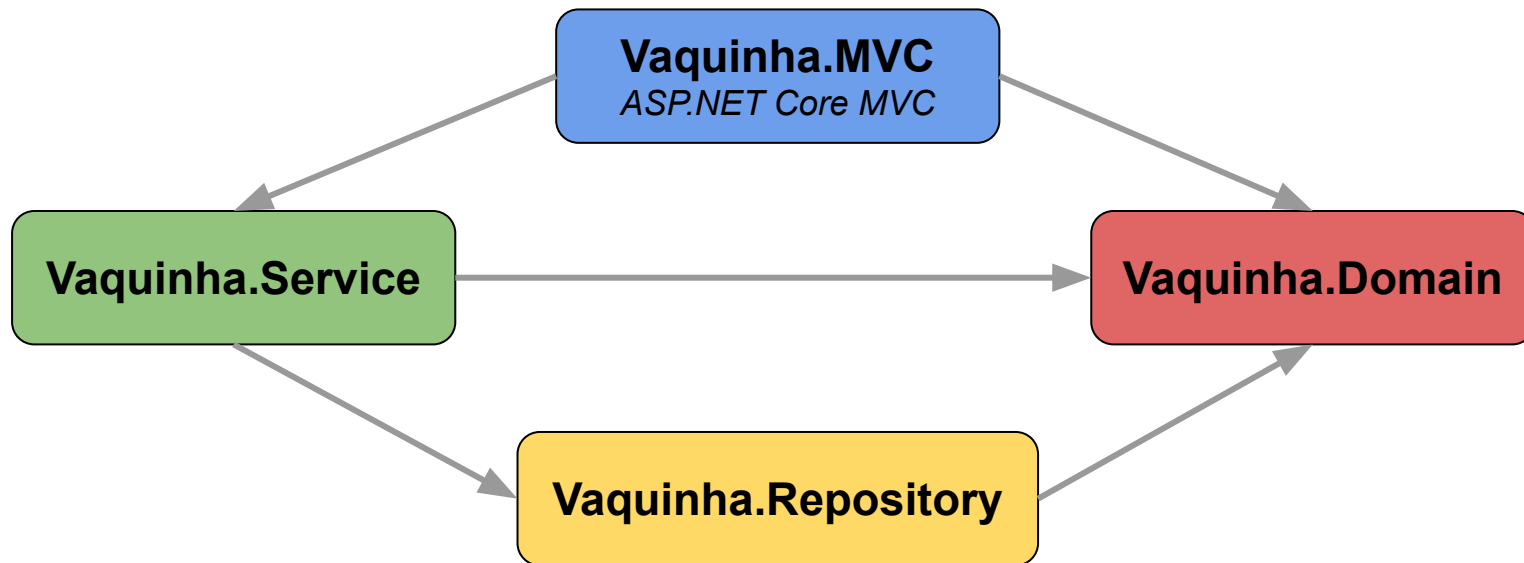 Vaquinha.MVC
ASP.NET Core MVC
Vaquinha.Service
Vaquinha.Domain
Vaquinha.Repository